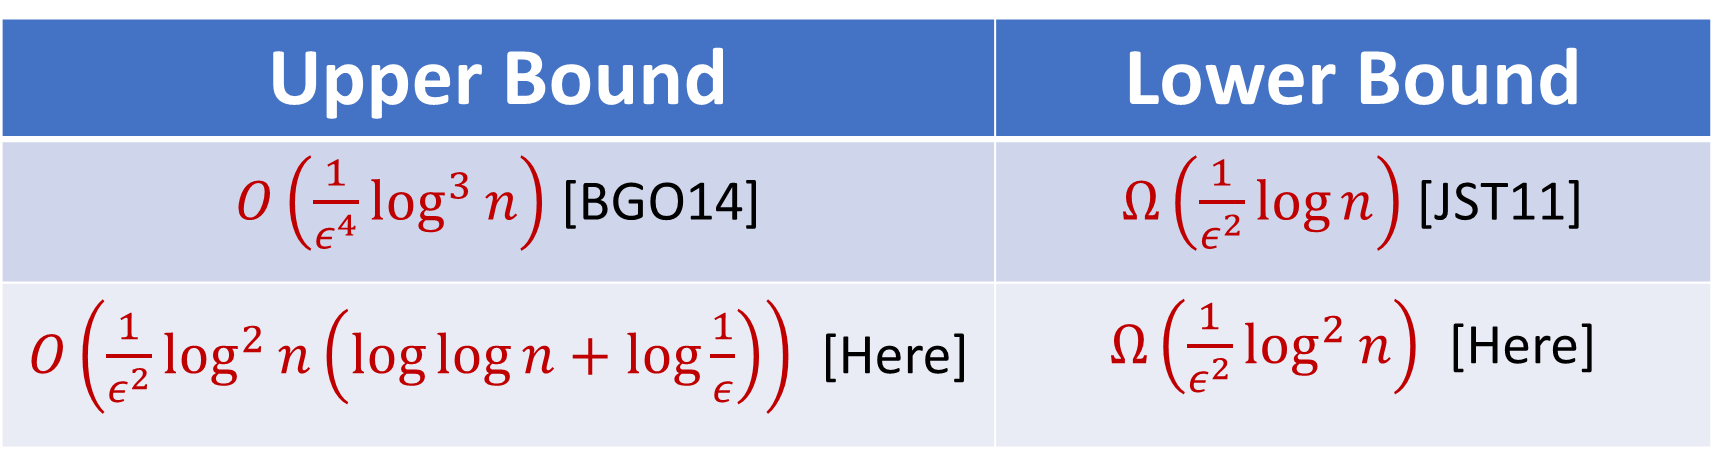 Upper Bound Lower Bound
O(1/ϵ⁴ log³ n) [BGO14] Ω(1/ϵ² log n) [JST11]
O(1/ϵ² log² n (log log n + log 1/ϵ)) [Here] Ω(1/ϵ² log² n) [Here]